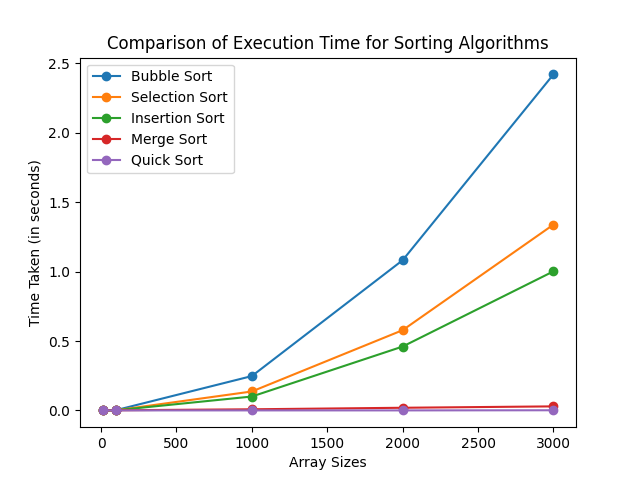 Comparison of Execution Time for Sorting Algorithms
Bubble Sort
Selection Sort
Insertion Sort
Merge Sort
Quick Sort
Time Taken (in seconds)
2.5
2.0
1.5
1.0
0.5
0.0
0 500 1000 1500 2000 2500 3000
Array Sizes